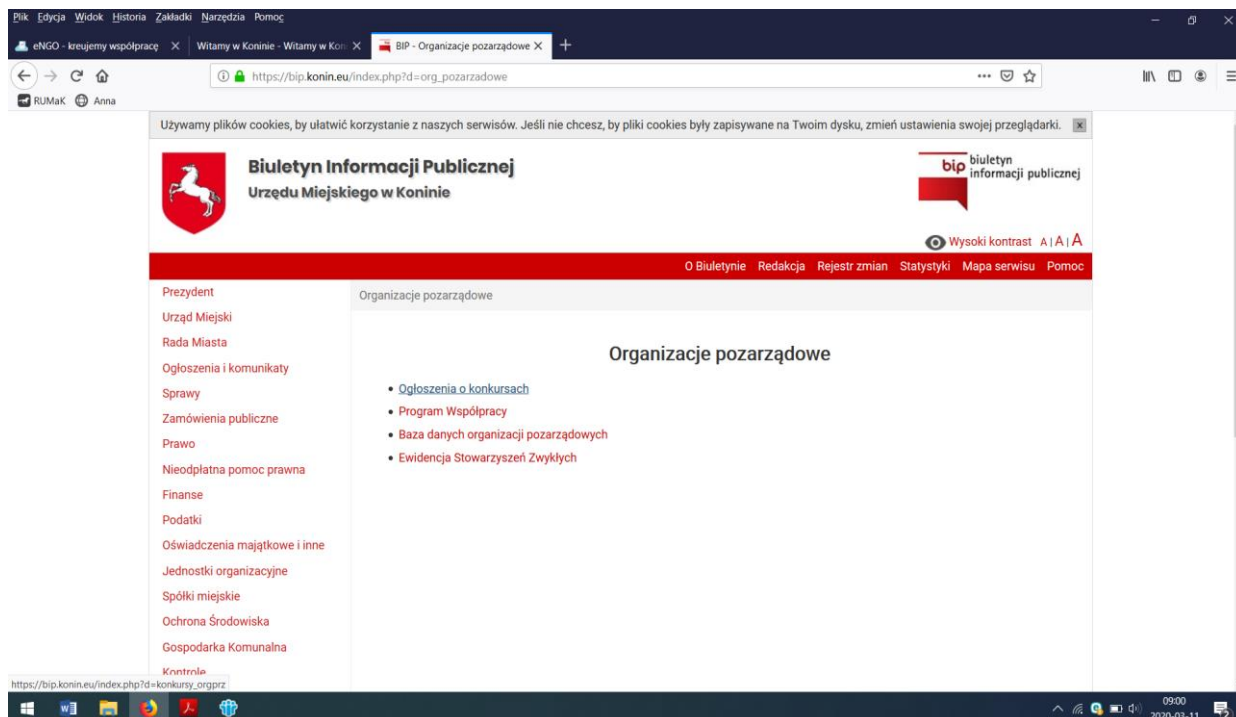 Plik Edycja Widok Historia Zakładki Narzędzia Pomoc
eNGO - kreujemy współpracę Witamy w Koninie - Witamy w Kon BIP - Organizacje pozarządowe
https://bip.konin.eu/index.php?d=org_pozarzadowe
RUMaK Anna
Używamy plików cookies, by ułatwić korzystanie z naszych serwisów. Jeśli nie chcesz, by pliki cookies były zapisywane na Twoim dysku, zmień ustawienia swojej przeglądarki. x
Biuletyn Informacji Publicznej
Urzędu Miejskiego w Koninie
bip biuletyn
informacji publicznej
Wysoki kontrast A | A | A
O Biuletynie Redakcja Rejestr zmian Statystyki Mapa serwisu Pomoc
Prezydent
Urząd Miejski
Rada Miasta
Ogłoszenia i komunikaty
Sprawy
Zamówienia publiczne
Prawo
Nieodpłatna pomoc prawna
Finanse
Podatki
Oświadczenia majątkowe i inne
Jednostki organizacyjne
Spółki miejskie
Ochrona Środowiska
Gospodarka Komunalna
Kontrole
Organizacje pozarządowe
Organizacje pozarządowe
• Ogłoszenia o konkursach
• Program Współpracy
• Baza danych organizacji pozarządowych
• Ewidencja Stowarzyszeń Zwykłych
https://bip.konin.eu/index.php?d=konkursy_orgprz
09:00
2020-03-11